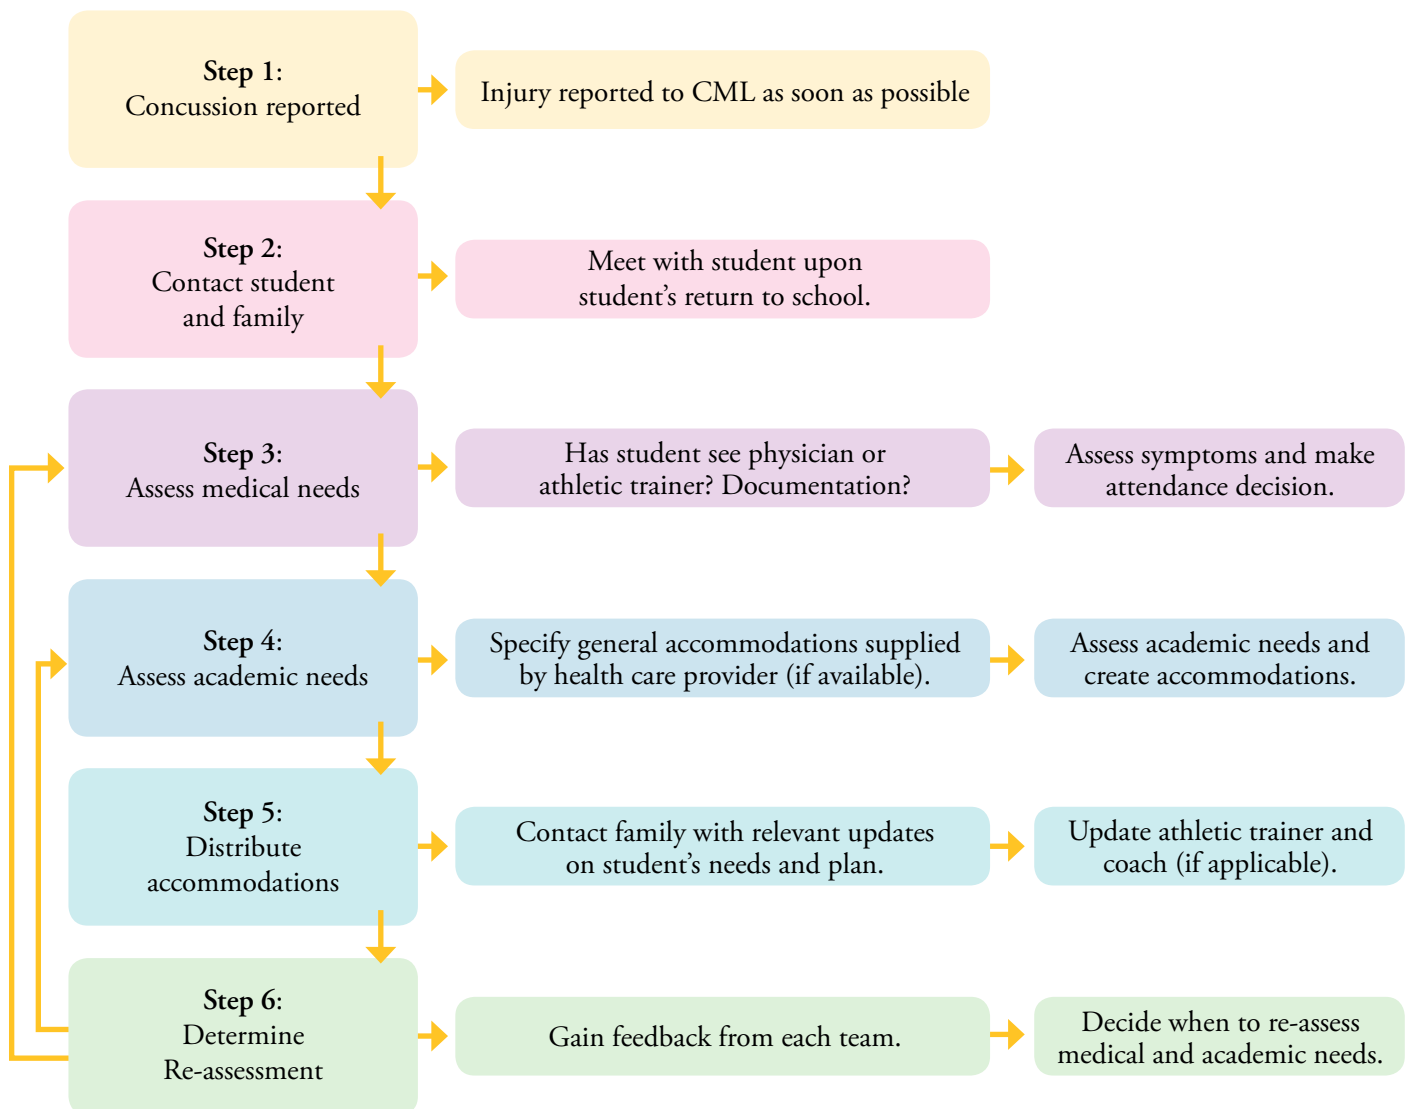 Step 1:
Concussion reported
Injury reported to CML as soon as possible
Step 2:
Contact student
and family
Meet with student upon
student’s return to school.
Step 3:
Assess medical needs
Has student see physician or
athletic trainer? Documentation?
Assess symptoms and make
attendance decision.
Step 4:
Assess academic needs
Specify general accommodations supplied
by health care provider (if available).
Assess academic needs and
create accommodations.
Step 5:
Distribute
accommodations
Contact family with relevant updates
on student’s needs and plan.
Update athletic trainer and
coach (if applicable).
Step 6:
Determine
Re-assessment
Gain feedback from each team.
Decide when to re-assess
medical and academic needs.